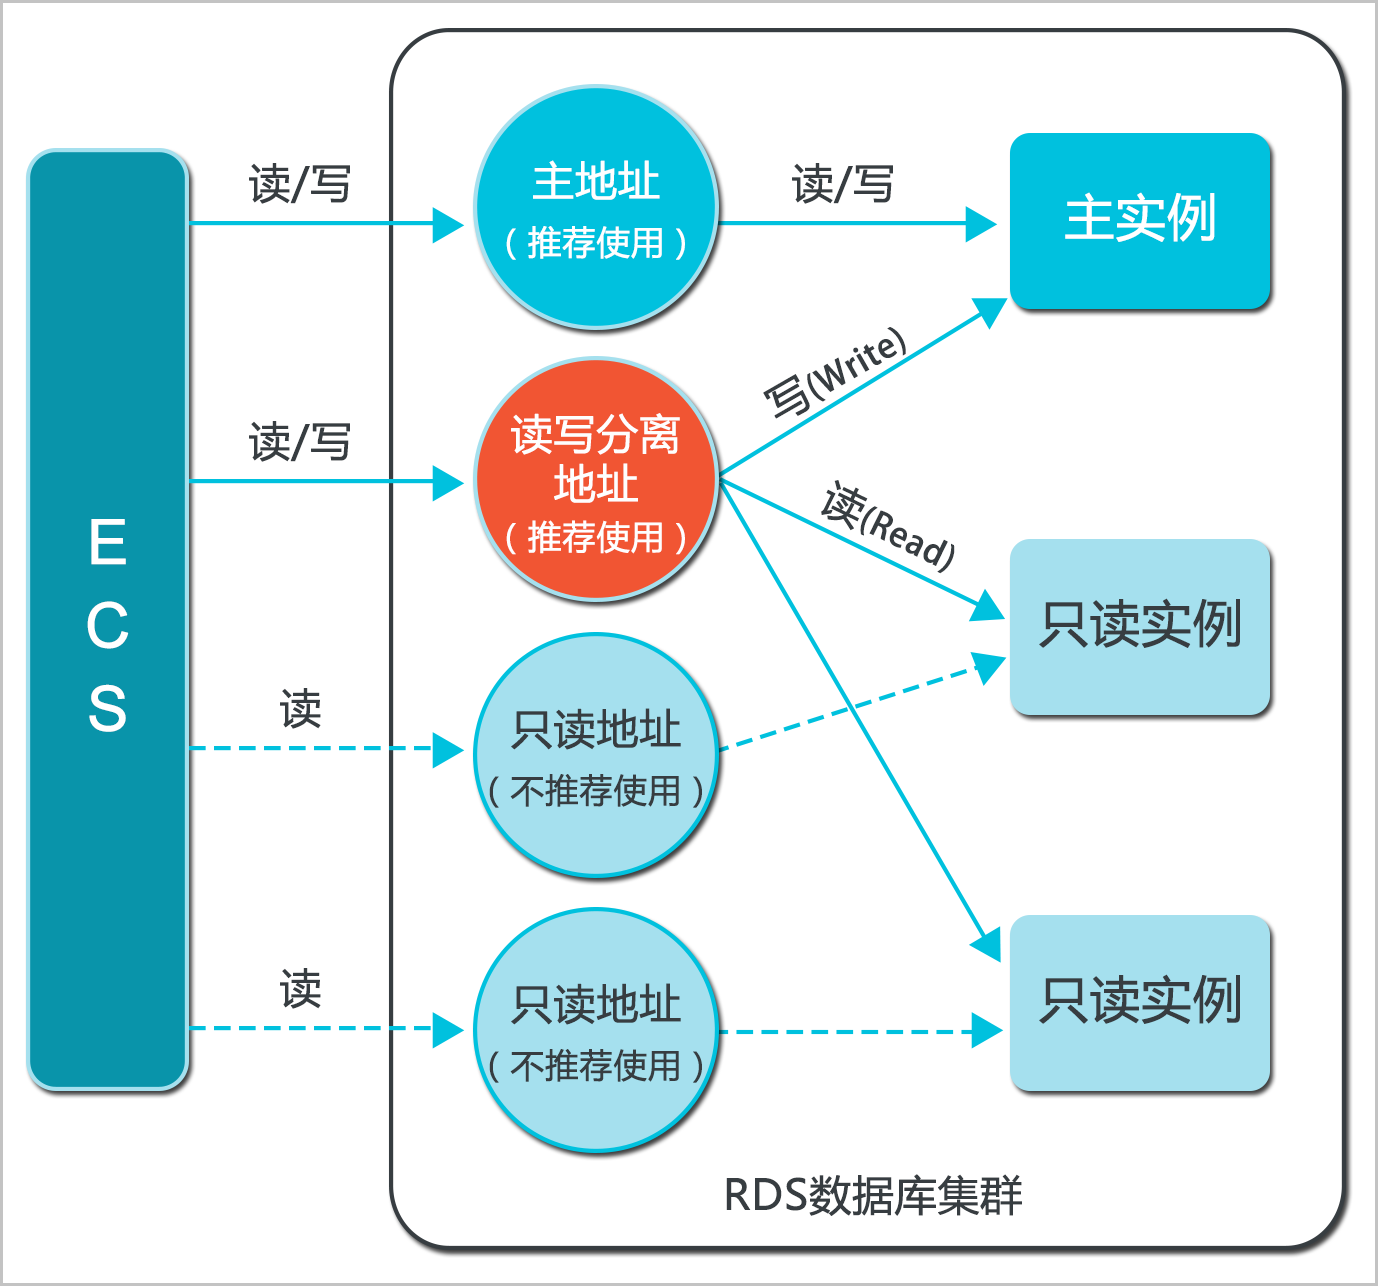 E
C
S
读/写
主地址
（推荐使用）
读/写
主实例
读/写
读写分离
地址
（推荐使用）
写(Write)
读(Read)
只读实例
读
只读地址
（不推荐使用）
读
只读地址
（不推荐使用）
只读实例
RDS数据库集群